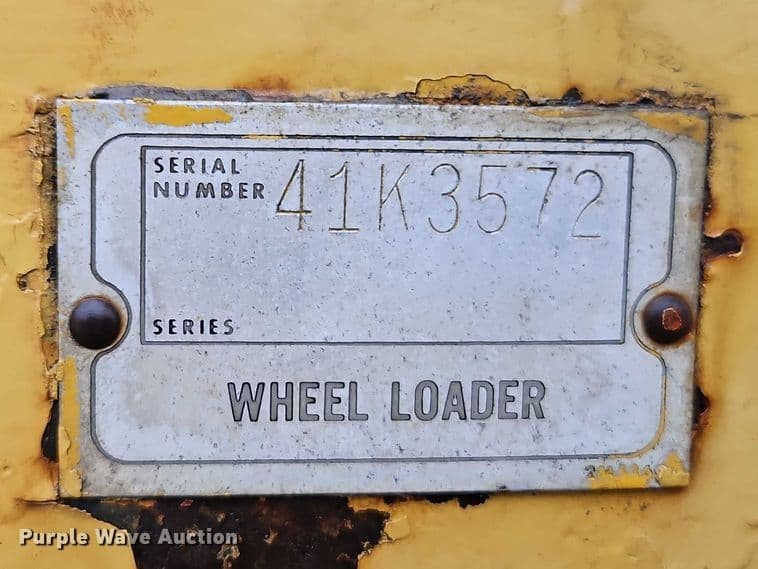 SERIAL
NUMBER 41K3572
SERIES
WHEEL LOADER
Purple Wave Auction